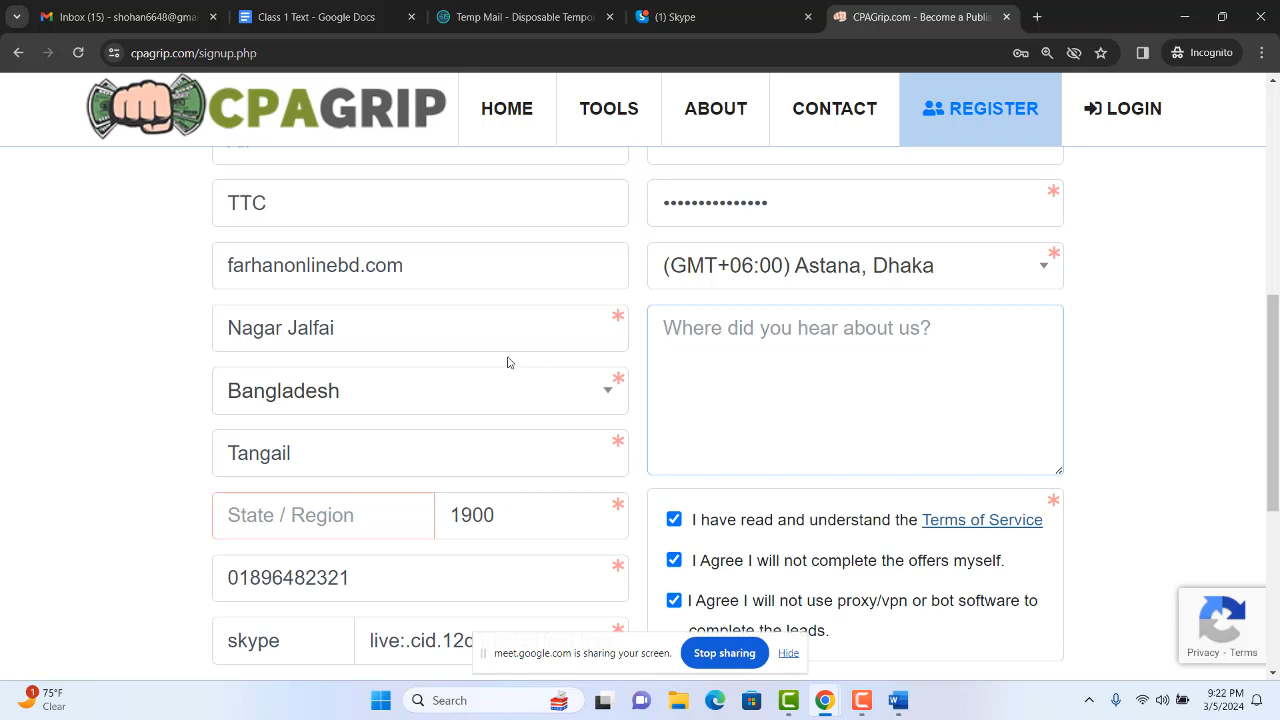 Inbox (15) - shohan6648@gmai
Class 1 Text - Google Docs
Temp Mail - Disposable Tempor
(1) Skype
CPAGrip.com - Become a Publis
cpagrip.com/signup.php
Incognito
CPAGRIP
HOME
TOOLS
ABOUT
CONTACT
REGISTER
LOGIN
TTC
•••••••••••••••
farhanonlinebd.com
(GMT+06:00) Astana, Dhaka
Nagar Jalfai
Where did you hear about us?
Bangladesh
Tangail
State / Region
1900
I have read and understand the Terms of Service
I Agree I will not complete the offers myself.
01896482321
I Agree I will not use proxy/vpn or bot software to
complete the leads.
skype
live:.cid.12c
meet.google.com is sharing your screen.
Stop sharing
Hide
Privacy - Terms
1
75°F
Clear
Search
9:22 PM
3/5/2024